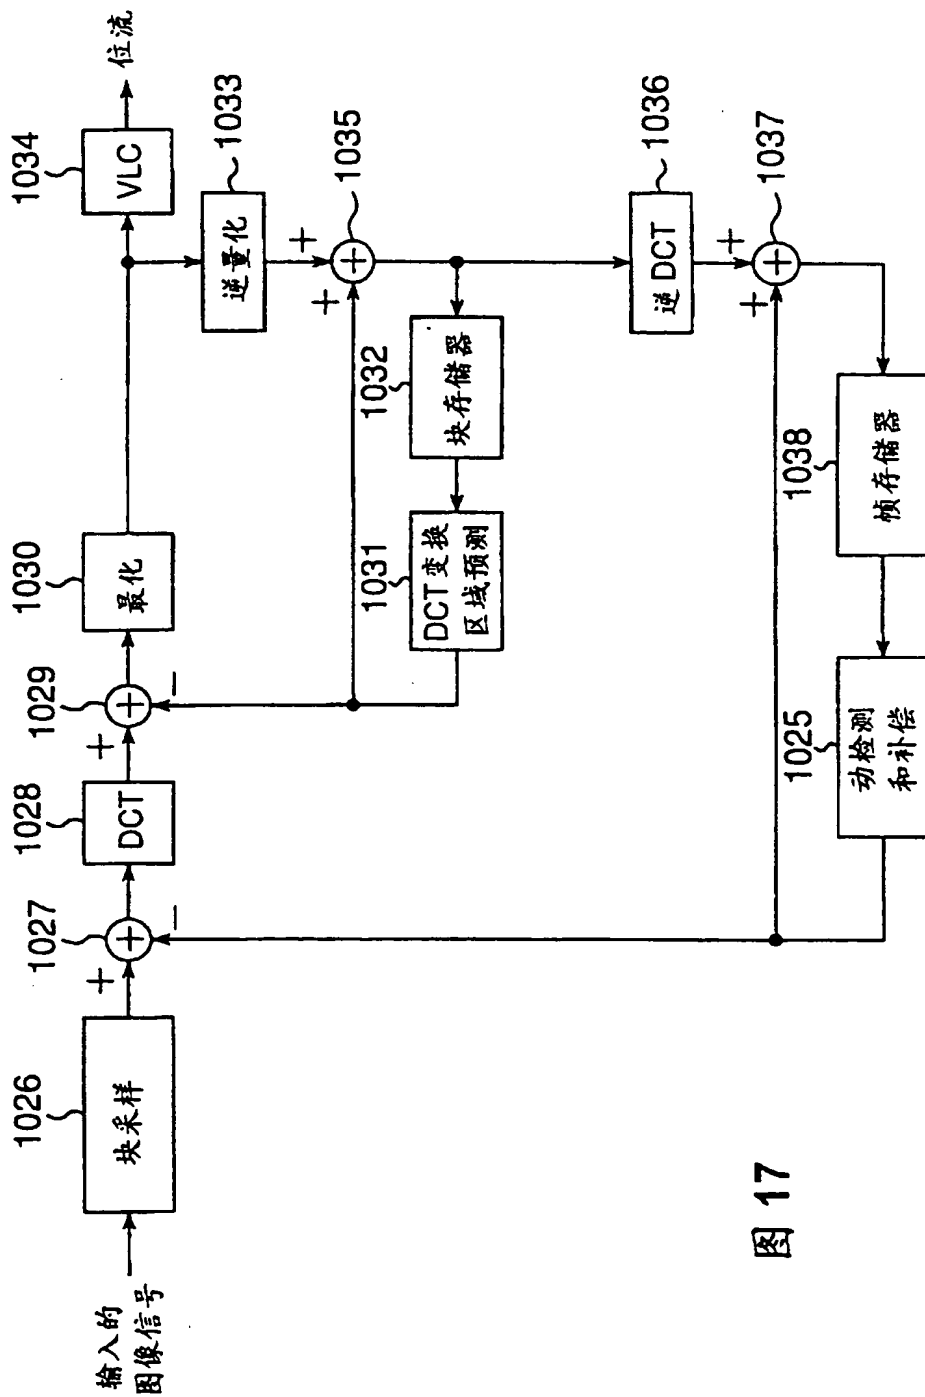 输入的
图像信号
1026
块采样
+
1027
+
−
1028
DCT
+
1029
+
−
1030
最化
1034
VLC
位流
1033
逆量化
+
+
1035
+
1032
块存储器
1031
DCT变换
区域预测
1036
逆DCT
+
+
1037
+
1038
帧存储器
1025
动检测
和补偿
图 17